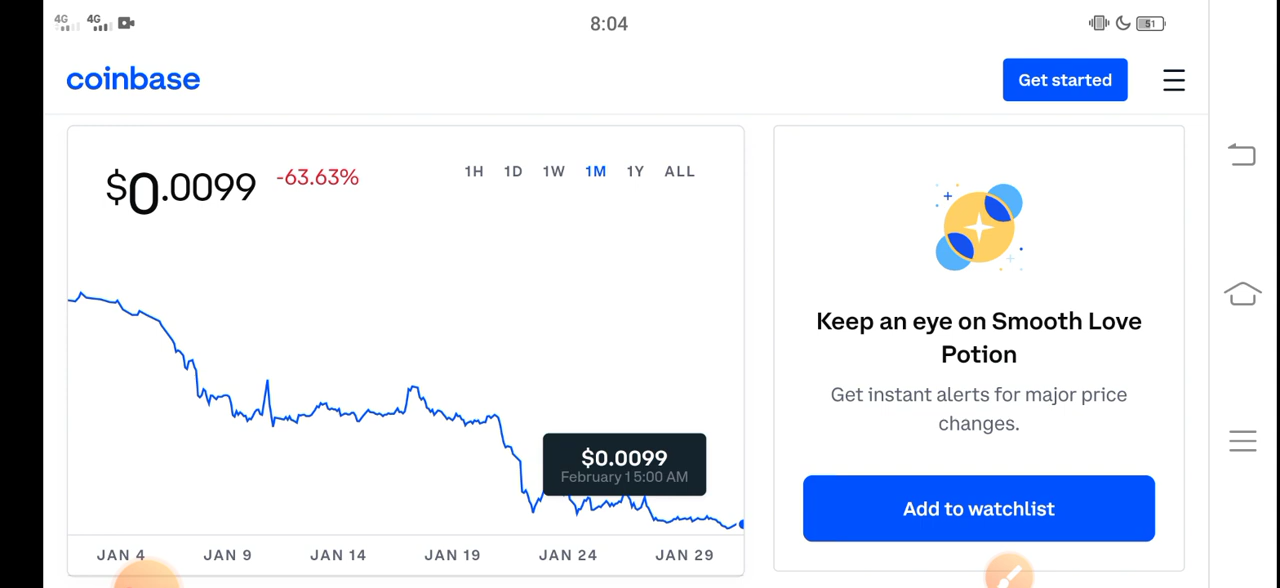 4G 4G
8:04
51
coinbase
Get started
$0.0099 -63.63%
1H 1D 1W 1M 1Y ALL
$0.0099
February 1 5:00 AM
JAN 4 JAN 9 JAN 14 JAN 19 JAN 24 JAN 29
Keep an eye on Smooth Love
Potion
Get instant alerts for major price
changes.
Add to watchlist